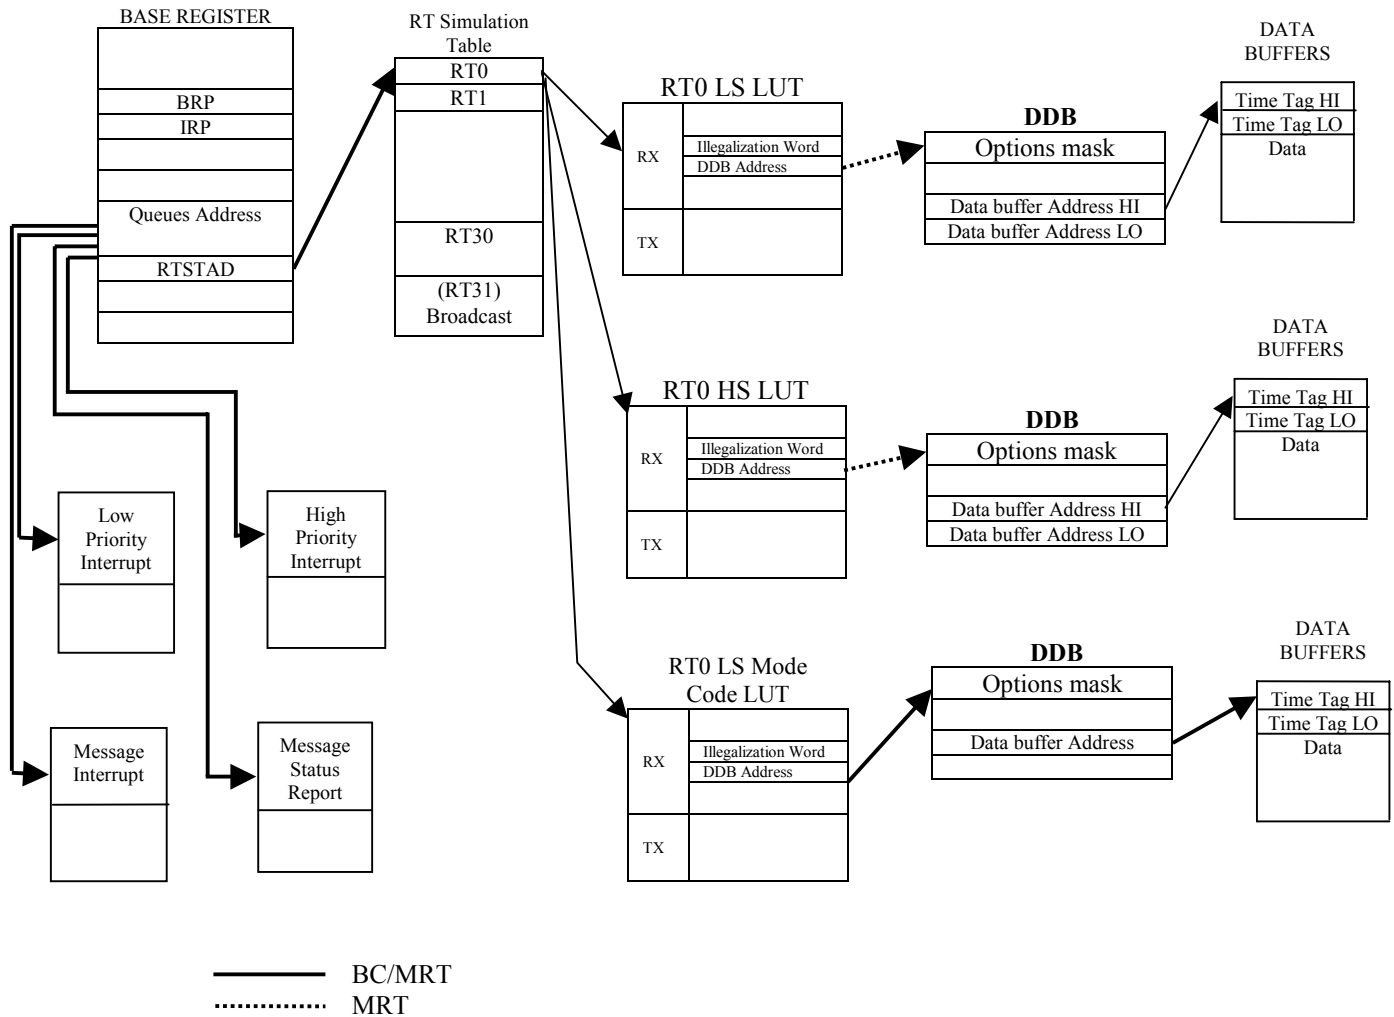 BASE REGISTER
BRP
IRP
Queues Address
RTSTAD
RT Simulation
Table
RT0
RT1
RT30
(RT31)
Broadcast
RT0 LS LUT
RX
Illegalization Word
DDB Address
TX
DDB
Options mask
Data buffer Address HI
Data buffer Address LO
DATA
BUFFERS
Time Tag HI
Time Tag LO
Data
RT0 HS LUT
RX
Illegalization Word
DDB Address
TX
DDB
Options mask
Data buffer Address HI
Data buffer Address LO
DATA
BUFFERS
Time Tag HI
Time Tag LO
Data
Low
Priority
Interrupt
High
Priority
Interrupt
Message
Interrupt
Message
Status
Report
RT0 LS Mode
Code LUT
RX
Illegalization Word
DDB Address
TX
DDB
Options mask
Data buffer Address
DATA
BUFFERS
Time Tag HI
Time Tag LO
Data
BC/MRT
MRT